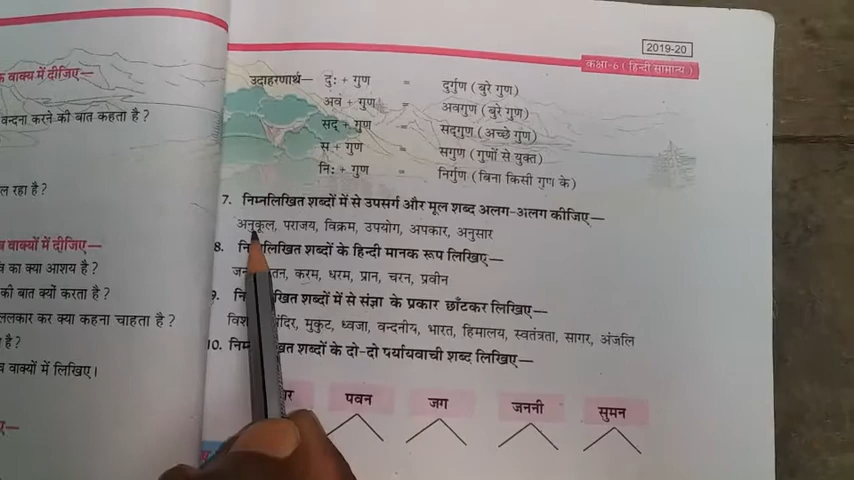 क वाक्य में दीजिए—
वन्दना करने की बात कहता है?
ल रहा है?
व वाक्यों में दीजिए—
व का क्या आशय है?
की बात क्यों करता है?
ललकार कर क्या कहना चाहता है?
है?
व वाक्यों में लिखिए।
2019-20
कक्षा-6 (हिन्दी सामान्य)
उदाहरणार्थ— दुः + गुण = दुर्गुण (बुरे गुण)
अव + गुण = अवगुण (बुरे गुण)
सद् + गुण = सद्गुण (अच्छे गुण)
स + गुण = सगुण (गुणों से युक्त)
निः + गुण = निर्गुण (बिना किसी गुण के)
7. निम्नलिखित शब्दों में से उपसर्ग और मूल शब्द अलग-अलग कीजिए—
अनुकूल, पराजय, विक्रम, उपयोग, अपकार, अनुसार
8. लिखित शब्दों के हिन्दी मानक रूप लिखिए—
तन, करम, धरम, प्रान, चरन, प्रवीन
9. खित शब्दों में से संज्ञा के प्रकार छाँटकर लिखिए—
विश दिर, मुकुट, ध्वजा, वन्दनीय, भारत, हिमालय, स्वतंत्रता, सागर, अंजलि
10. निम् खत शब्दों के दो-दो पर्यायवाची शब्द लिखिए—
पवन जग जननी सुमन